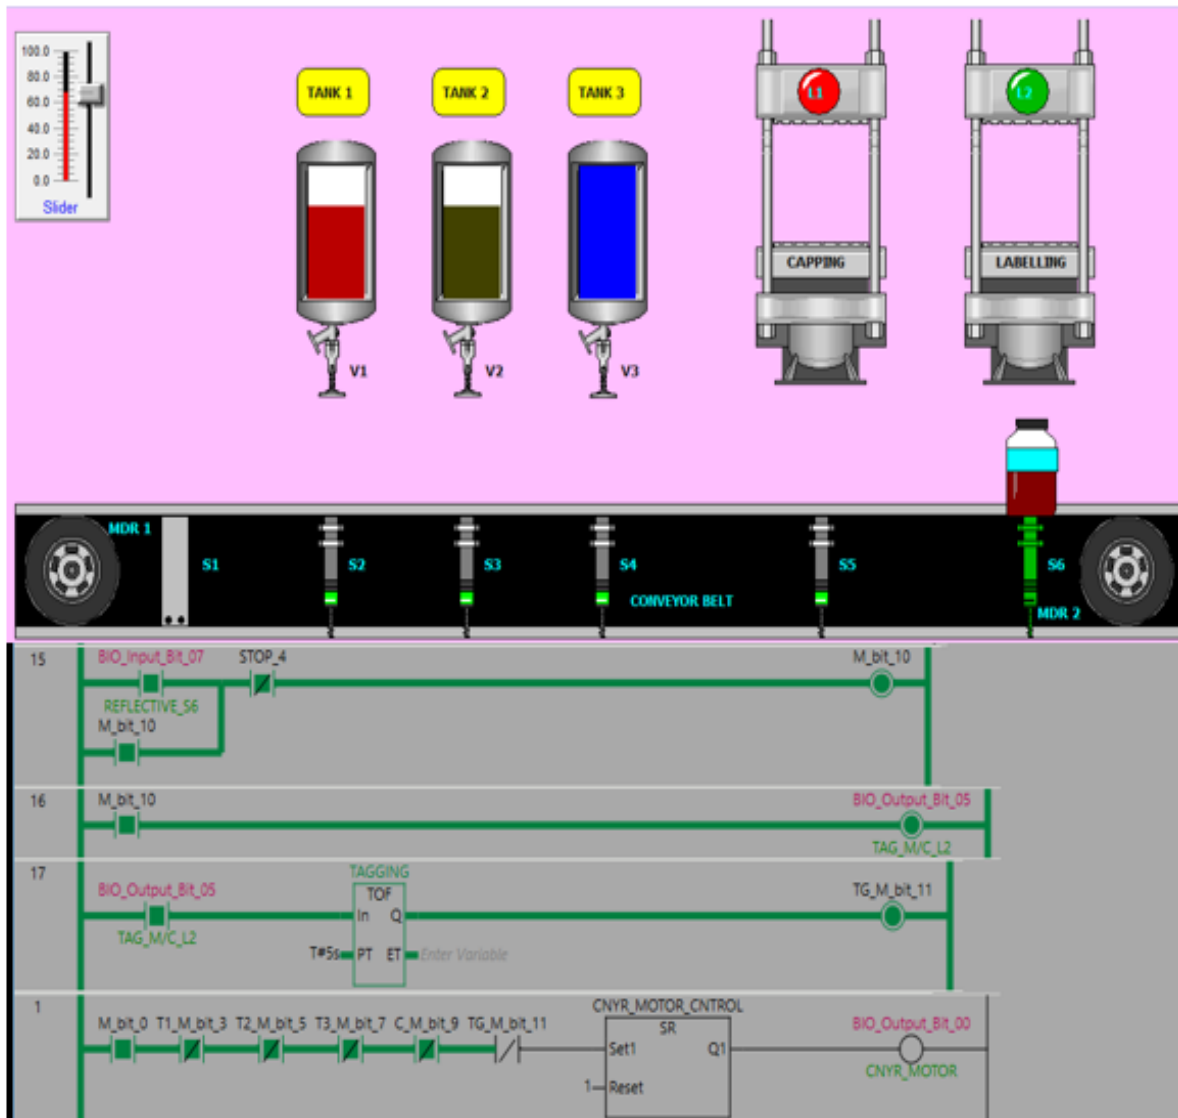 100.0
80.0
60.0
40.0
20.0
0.0
Slider
TANK 1
TANK 2
TANK 3
L1
L2
CAPPING
LABELLING
V1
V2
V3
MDR 1
S1
S2
S3
S4
S5
S6
CONVEYOR BELT
MDR 2
15
BIO_Input_Bit_07
STOP_4
M_bit_10
REFLECTIVE_S6
M_bit_10
16
M_bit_10
BIO_Output_Bit_05
TAG_M/C_L2
17
TAGGING
BIO_Output_Bit_05
TOF
TG_M_bit_11
In Q
TAG_M/C_L2
T#5s PT ET Enter Variable
1
CNYR_MOTOR_CNTROL
M_bit_0 T1_M_bit_3 T2_M_bit_5 T3_M_bit_7 C_M_bit_9 TG_M_bit_11
SR
BIO_Output_Bit_00
Set1 Q1
CNYR_MOTOR
1 Reset